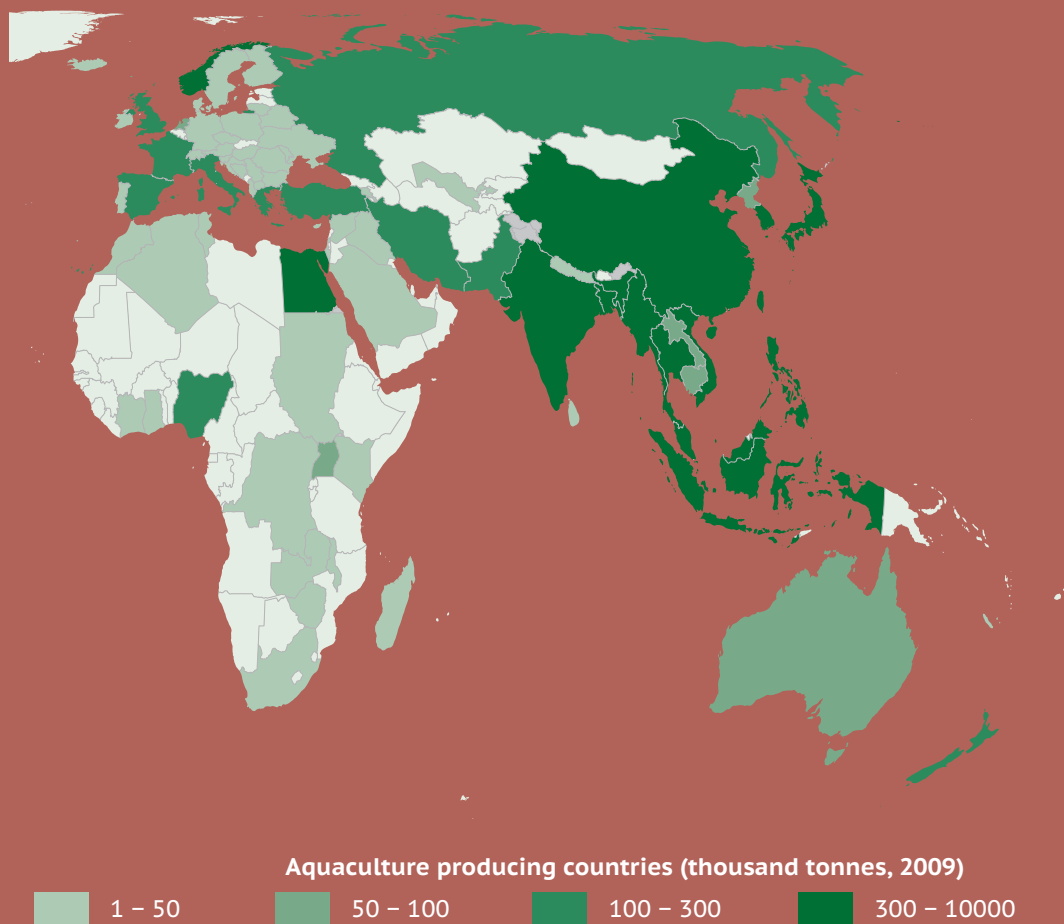 Aquaculture producing countries (thousand tonnes, 2009)
1 – 50 50 – 100 100 – 300 300 – 10000